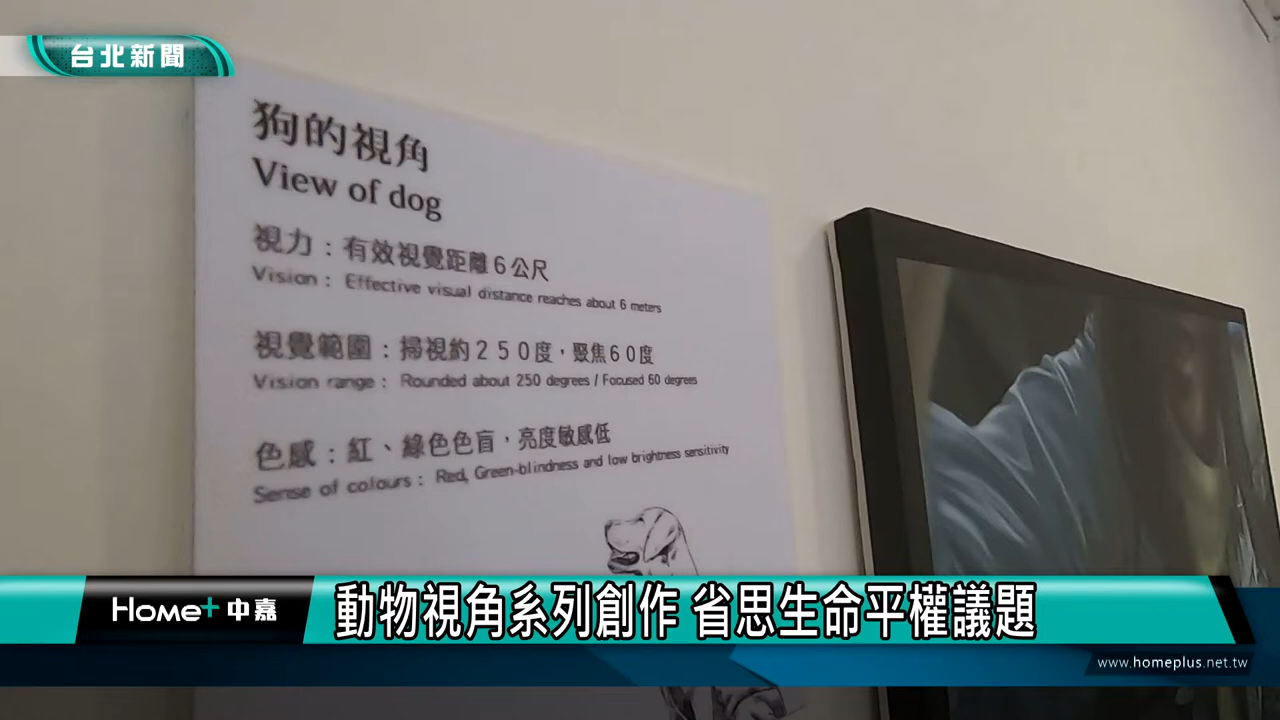 台北新聞
狗的視角
View of dog
視力：有效視覺距離6公尺
Vision： Effective visual distance reaches about 6 meters
視覺範圍：掃視約２５０度，聚焦６０度
Vision range： Rounded about 250 degrees / Focused 60 degrees
色感：紅、綠色色盲，亮度敏感低
Sense of colours： Red, Green-blindness and low brightness sensitivity
Home+中嘉
動物視角系列創作 省思生命平權議題
www.homeplus.net.tw